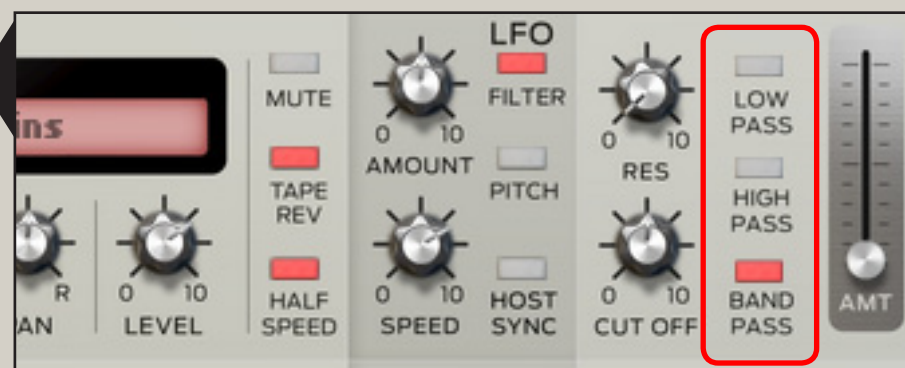 ins
MUTE
TAPE
REV
HALF
SPEED
R
AN
0 10
LEVEL
LFO
0 10
AMOUNT
FILTER
PITCH
0 10
SPEED
HOST
SYNC
0 10
RES
0 10
CUT OFF
LOW
PASS
HIGH
PASS
BAND
PASS
AMT